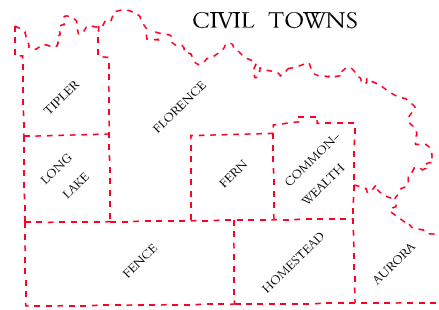 CIVIL TOWNS
TIPLER
FLORENCE
LONG
LAKE
FERN
COMMON-
WEALTH
FENCE
HOMESTEAD
AURORA